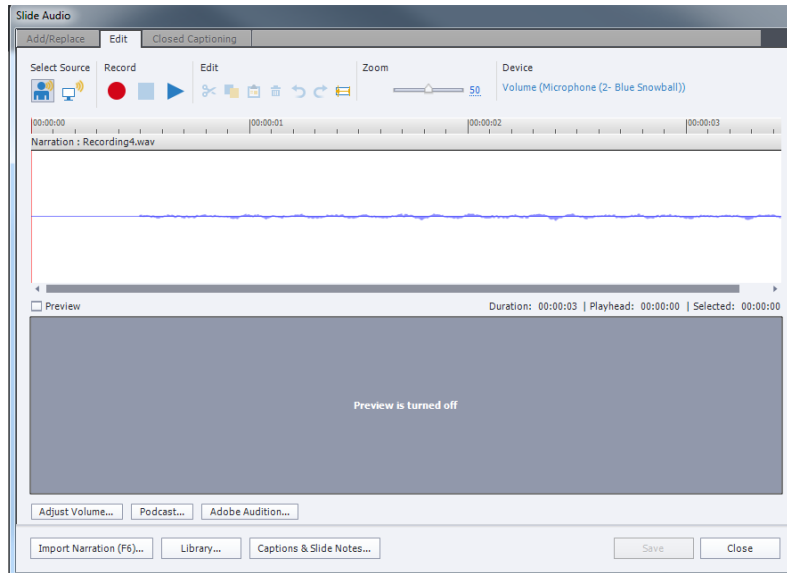 Slide Audio
Add/Replace Edit Closed Captioning
Select Source Record Edit Zoom Device
50 Volume (Microphone (2- Blue Snowball))
00:00:00 00:00:01 00:00:02 00:00:03
Narration : Recording4.wav
Preview Duration: 00:00:03 | Playhead: 00:00:00 | Selected: 00:00:00
Preview is turned off
Adjust Volume... Podcast... Adobe Audition...
Import Narration (F6)... Library... Captions & Slide Notes... Save Close